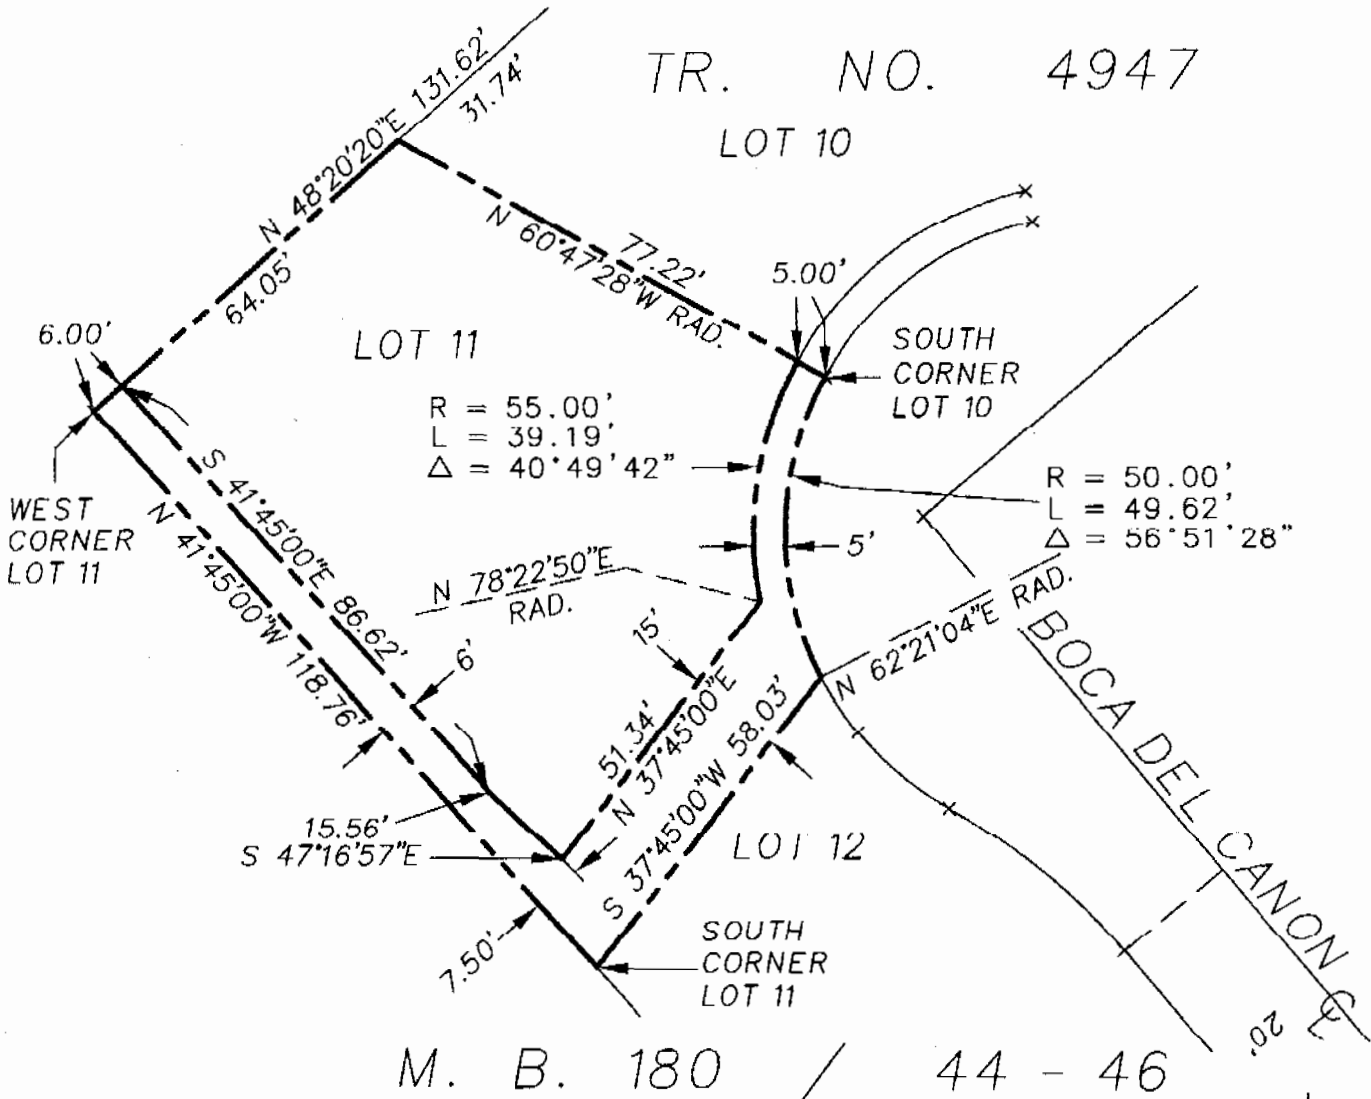 TR. NO. 4947
LOT 10
N 48°20'20"E 131.62'
31.74'
64.05'
77.22'
N 60°47'28"W RAD.
5.00'
6.00'
LOT 11
SOUTH
CORNER
LOT 10
R = 55.00'
L = 39.19'
△ = 40°49'42"
R = 50.00'
L = 49.62'
△ = 56°51'28"
WEST
CORNER
LOT 11
S 41°45'00"E 86.62'
N 41°45'00"W 118.76'
5'
N 78°22'50"E
RAD.
N 62°21'04"E RAD.
15'
6'
51.34'
N 37°45'00"E
S 37°45'00"W 58.03'
BOCA DEL CANON
15.56'
S 47°16'57"E
LOT 12
7.50'
SOUTH
CORNER
LOT 11
20'
M. B. 180 / 44 - 46